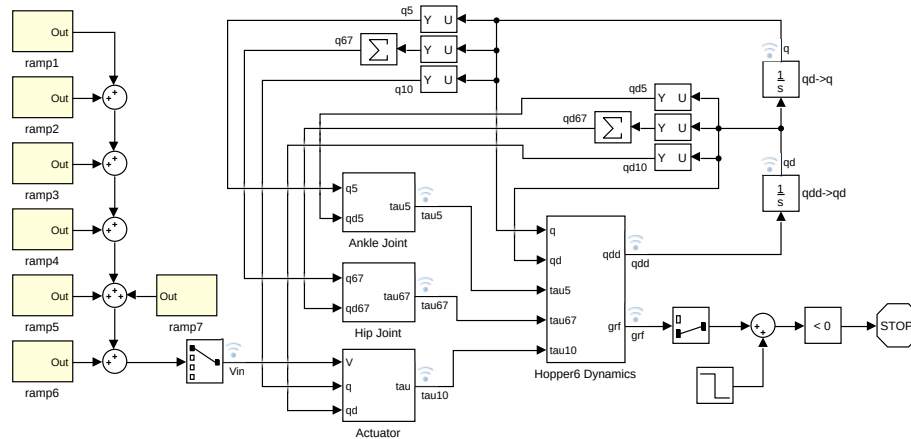 Out
ramp1
Out
ramp2
Out
ramp3
Out
ramp4
Out
ramp5
Out
ramp7
Out
ramp6
Vin
q5
Y U
q67
Σ
Y U
q10
Y U
qd5
Y U
qd67
Σ
Y U
qd10
Y U
q
1
s
qd->q
qd
1
s
qdd->qd
q5
qd5
tau5
tau5
Ankle Joint
q67
qd67
tau67
tau67
Hip Joint
V
q
qd
tau
tau10
Actuator
q
qd
tau5
tau67
tau10
qdd
grf
qdd
grf
Hopper6 Dynamics
< 0
STOP